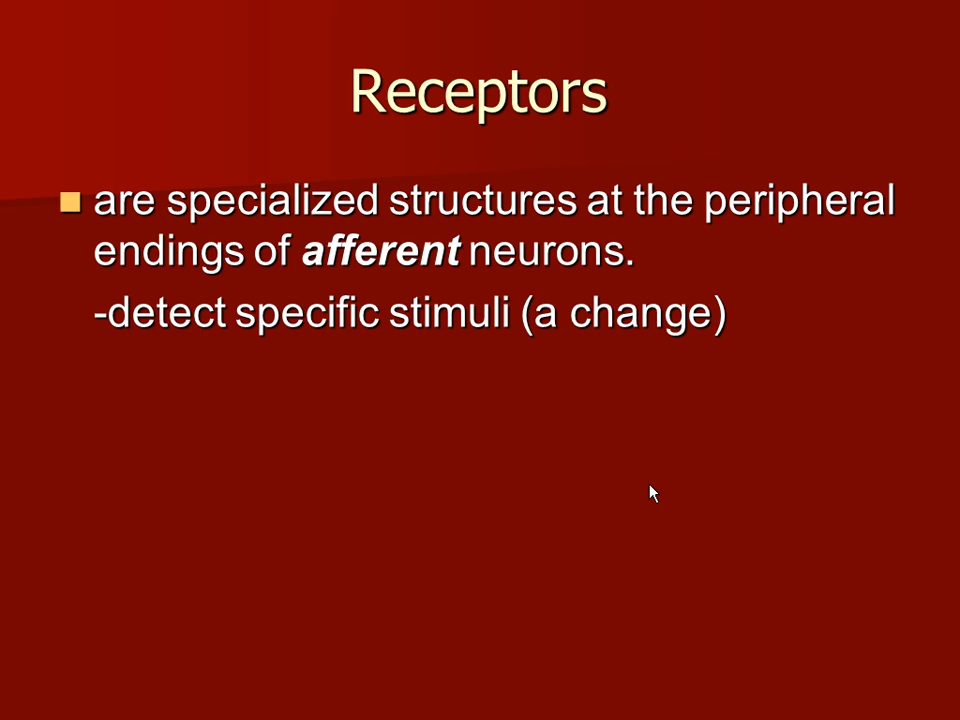 Receptors
are specialized structures at the peripheral
endings of afferent neurons.
-detect specific stimuli (a change)